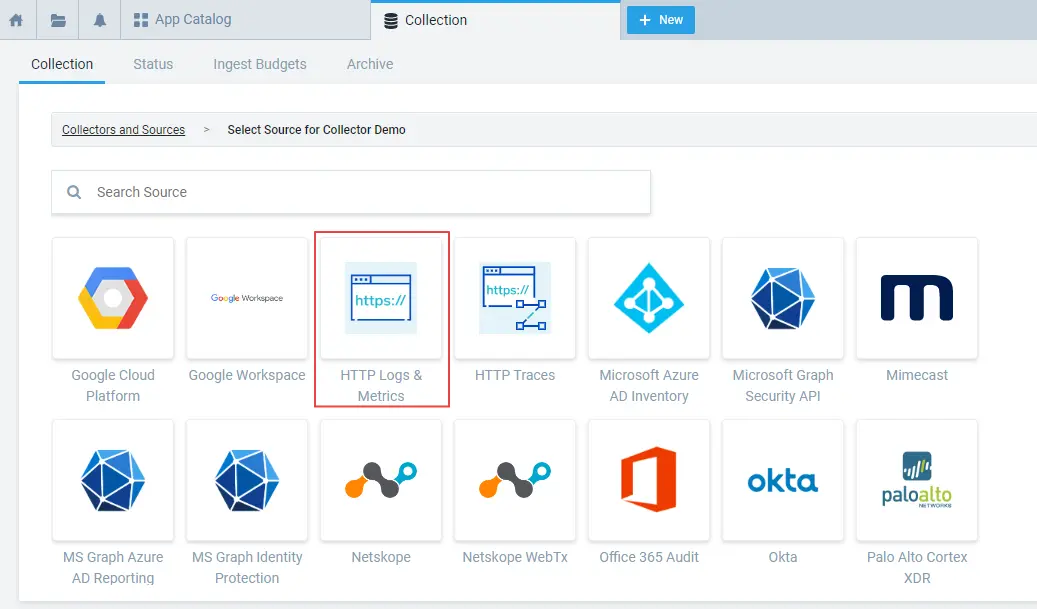 App Catalog
Collection
+ New
Collection
Status
Ingest Budgets
Archive
Collectors and Sources > Select Source for Collector Demo
Search Source
Google Workspace
https://
https://
Google Cloud
Platform
Google Workspace
HTTP Logs &
Metrics
HTTP Traces
Microsoft Azure
AD Inventory
Microsoft Graph
Security API
Mimecast
okta
paloalto
NETWORKS
MS Graph Azure
AD Reporting
MS Graph Identity
Protection
Netskope
Netskope WebTx
Office 365 Audit
Okta
Palo Alto Cortex
XDR